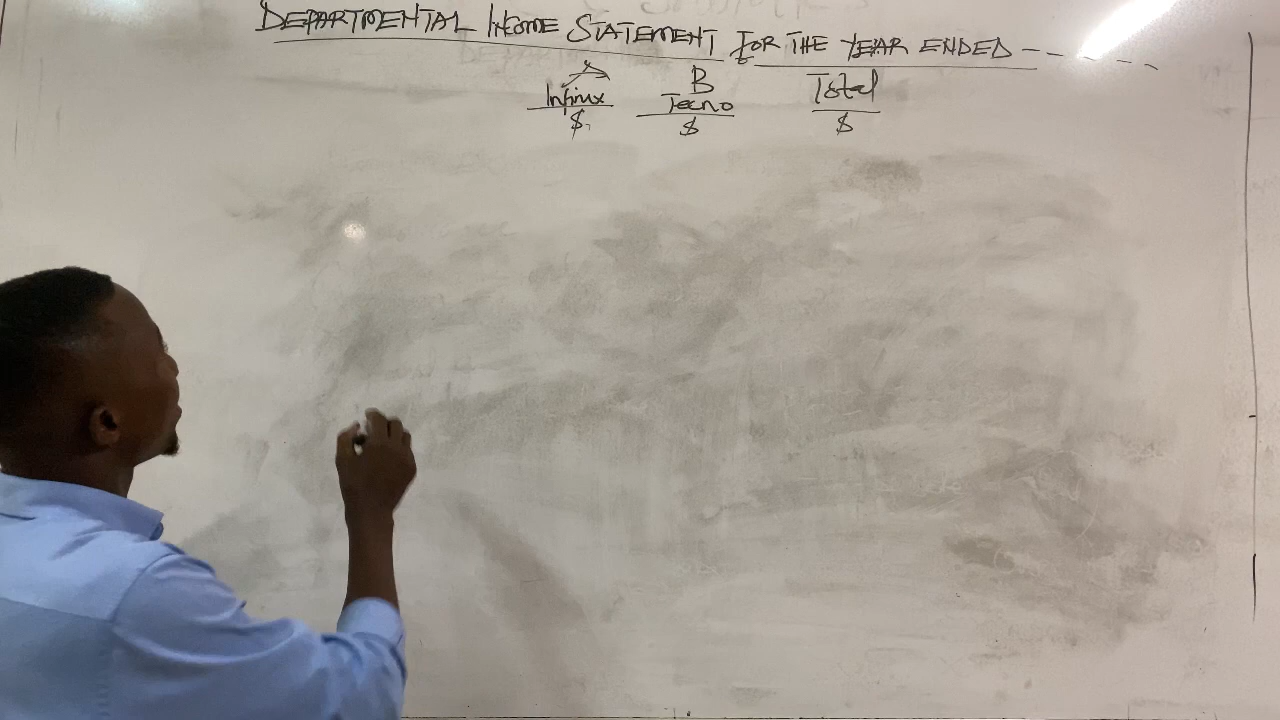 DEPARTMENTAL INCOME STATEMENT FOR THE YEAR ENDED - - - - -
A B Total
Infinix Tecno
$ $ $